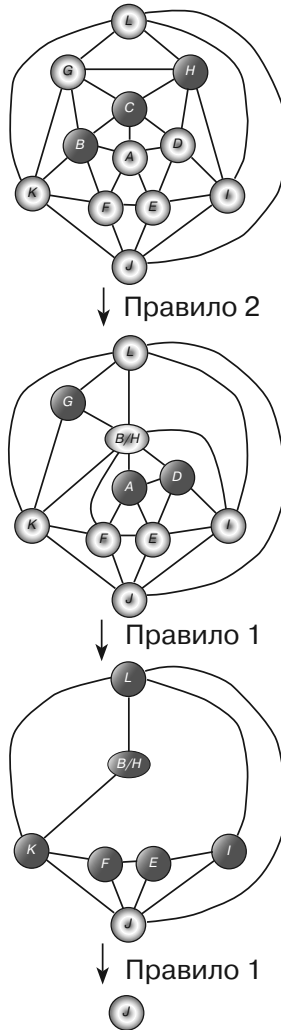 L
G H
C
B A D
K F E I
J
Правило 2
L
G
B/H
A D
K F E I
J
Правило 1
L
B/H
K F E I
J
Правило 1
J